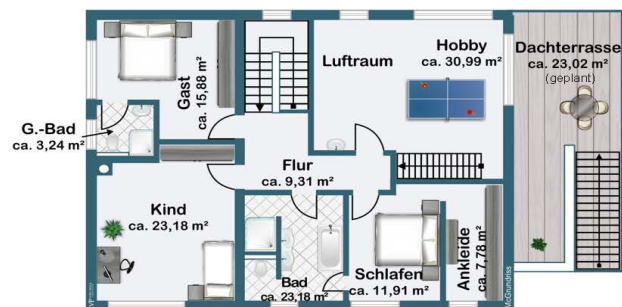 Gast
ca. 15,88 m²
Luftraum
Hobby
ca. 30,99 m²
Dachterrasse
ca. 23,02 m²
(geplant)
G.-Bad
ca. 3,24 m²
Flur
ca. 9,31 m²
Kind
ca. 23,18 m²
Bad
ca. 23,18 m²
Schlafen
ca. 11,91 m²
Ankleide
ca. 7,78 m²
McGrundriss